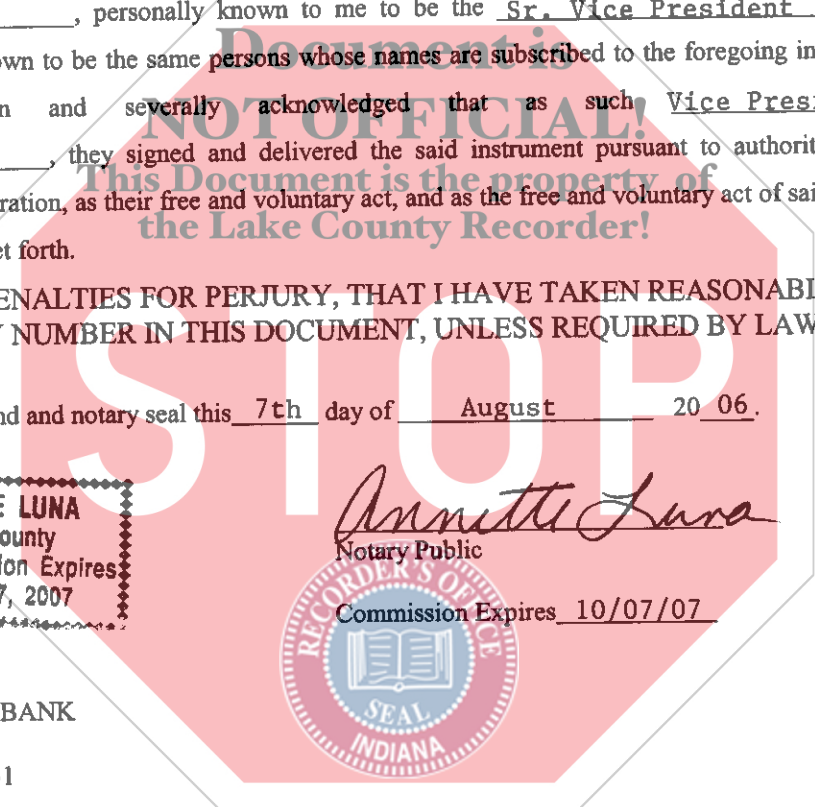 , personally known to me to be the Sr. Vice President
Document is
own to be the same persons whose names are subscribed to the foregoing in
n and severally acknowledged that as such Vice Pres
NOT OFFICIAL!
, they signed and delivered the said instrument pursuant to authorit
This Document is the property of
ration, as their free and voluntary act, and as the free and voluntary act of sai
the Lake County Recorder!
et forth.
ENALTIES FOR PERJURY, THAT I HAVE TAKEN REASONABL
Y NUMBER IN THIS DOCUMENT, UNLESS REQUIRED BY LAW
STOP
nd and notary seal this 7th day of August 20 06.
E LUNA
ounty
ion Expires
7, 2007
Annette Luna
Notary Public
Commission Expires 10/07/07
RECORDER'S OFFICE
SEAL
INDIANA
BANK
1